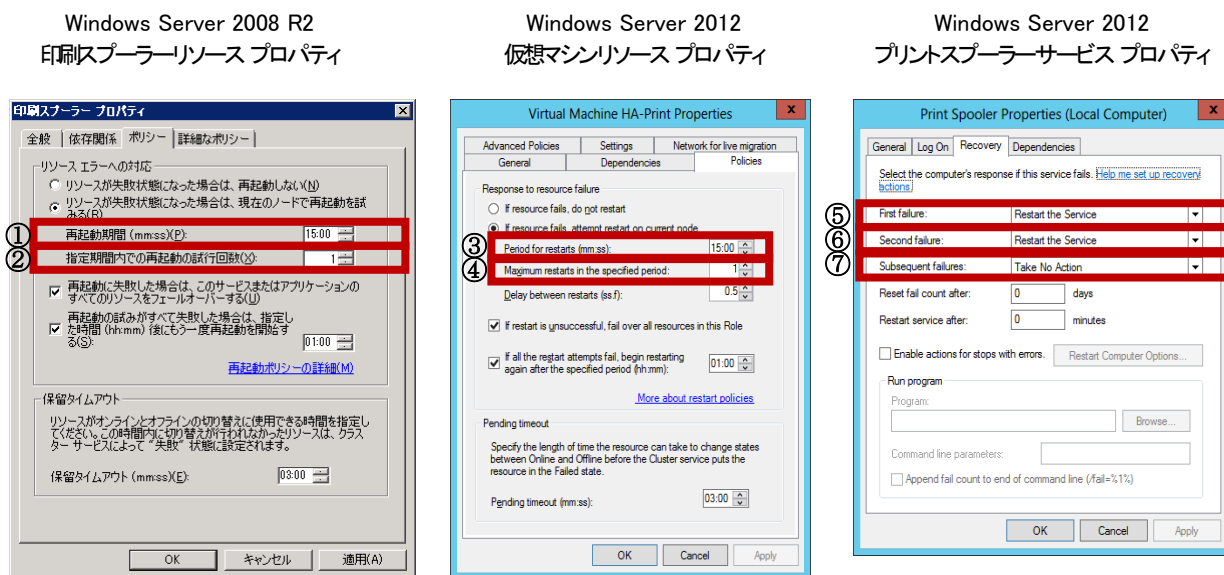 Windows Server 2008 R2
印刷スプーラーリソース プロパティ
Windows Server 2012
仮想マシンリソース プロパティ
Windows Server 2012
プリントスプーラーサービス プロパティ
印刷スプーラー プロパティ
全般 依存関係 ポリシー 詳細なポリシー
リソース エラーへの対応
リソースが失敗状態になった場合は、再起動しない(N)
リソースが失敗状態になった場合は、現在のノードで再起動を試
みる(R)
① 再起動期間 (mm:ss)(P): 15:00
② 指定期間内での再起動の試行回数(X): 1
再起動に失敗した場合は、このサービスまたはアプリケーションの
すべてのリソースをフェールオーバーする(U)
再起動の試みがすべて失敗した場合は、指定し
た時間 (hh:mm) 後にもう一度再起動を開始す
る(S): 01:00
再起動ポリシーの詳細(M)
保留タイムアウト
リソースがオンラインとオフラインの切り替えに使用できる時間を指定し
てください。この時間内に切り替えが行われなかったリソースは、クラス
ター サービスによって "失敗" 状態に設定されます。
保留タイムアウト (mm:ss)(E): 03:00
OK キャンセル 適用(A)
Virtual Machine HA-Print Properties x
Advanced Policies Settings Network for live migration
General Dependencies Policies
Response to resource failure
If resource fails, do not restart
If resource fails, attempt restart on current node
③ Period for restarts (mm:ss): 15:00
④ Maximum restarts in the specified period: 1
Delay between restarts (ss.f): 0.5
If restart is unsuccessful, fail over all resources in this Role
If all the restart attempts fail, begin restarting
again after the specified period (hh:mm): 01:00
More about restart policies
Pending timeout
Specify the length of time the resource can take to change states
between Online and Offline before the Cluster service puts the
resource in the Failed state.
Pending timeout (mm:ss): 03:00
OK Cancel Apply
Print Spooler Properties (Local Computer) x
General Log On Recovery Dependencies
Select the computer's response if this service fails. Help me set up recovery
actions.
⑤ First failure: Restart the Service
⑥ Second failure: Restart the Service
⑦ Subsequent failures: Take No Action
Reset fail count after: 0 days
Restart service after: 0 minutes
Enable actions for stops with errors. Restart Computer Options...
Run program
Program:
Browse...
Command line parameters:
Append fail count to end of command line (/fail=%1%)
OK Cancel Apply